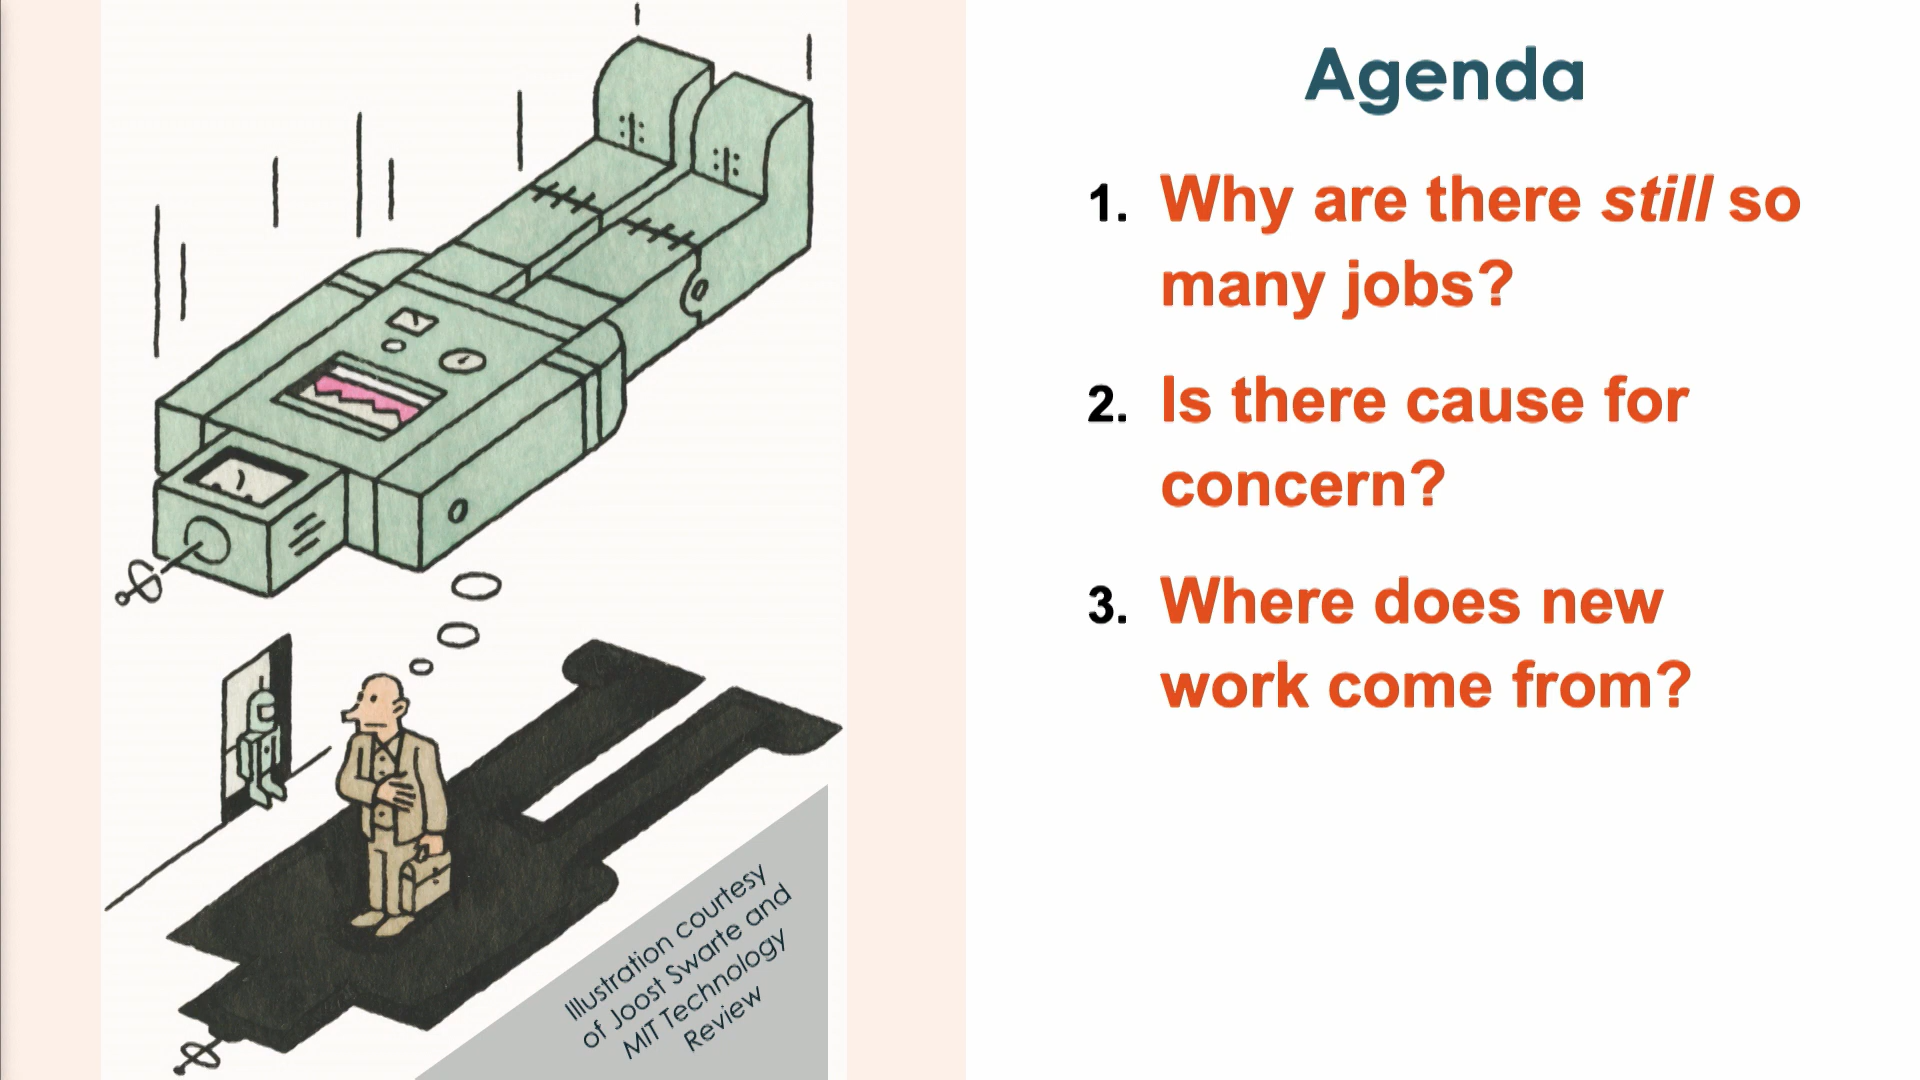 Agenda
1. Why are there still so
many jobs?
2. Is there cause for
concern?
3. Where does new
work come from?
Illustration courtesy
of Joost Swarte and
MIT Technology
Review